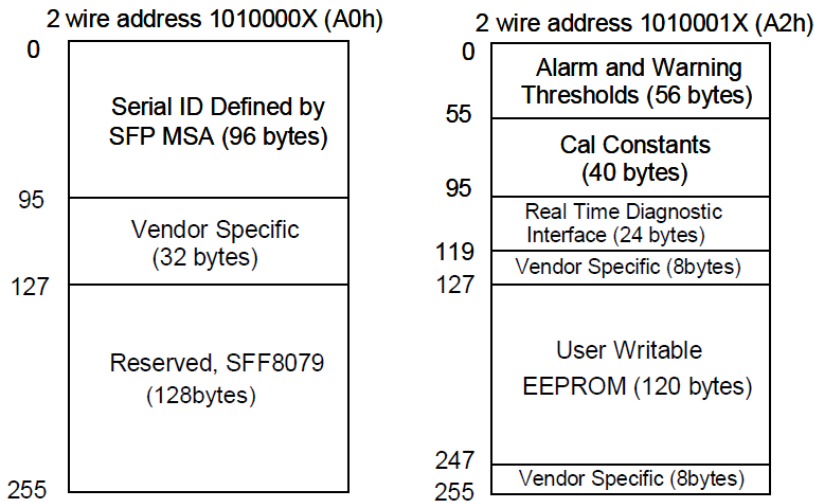 2 wire address 1010000X (A0h)
0
Serial ID Defined by
SFP MSA (96 bytes)
95
Vendor Specific
(32 bytes)
127
Reserved, SFF8079
(128bytes)
255
2 wire address 1010001X (A2h)
0
Alarm and Warning
Thresholds (56 bytes)
55
Cal Constants
(40 bytes)
95
Real Time Diagnostic
Interface (24 bytes)
119
Vendor Specific (8bytes)
127
User Writable
EEPROM (120 bytes)
247
Vendor Specific (8bytes)
255